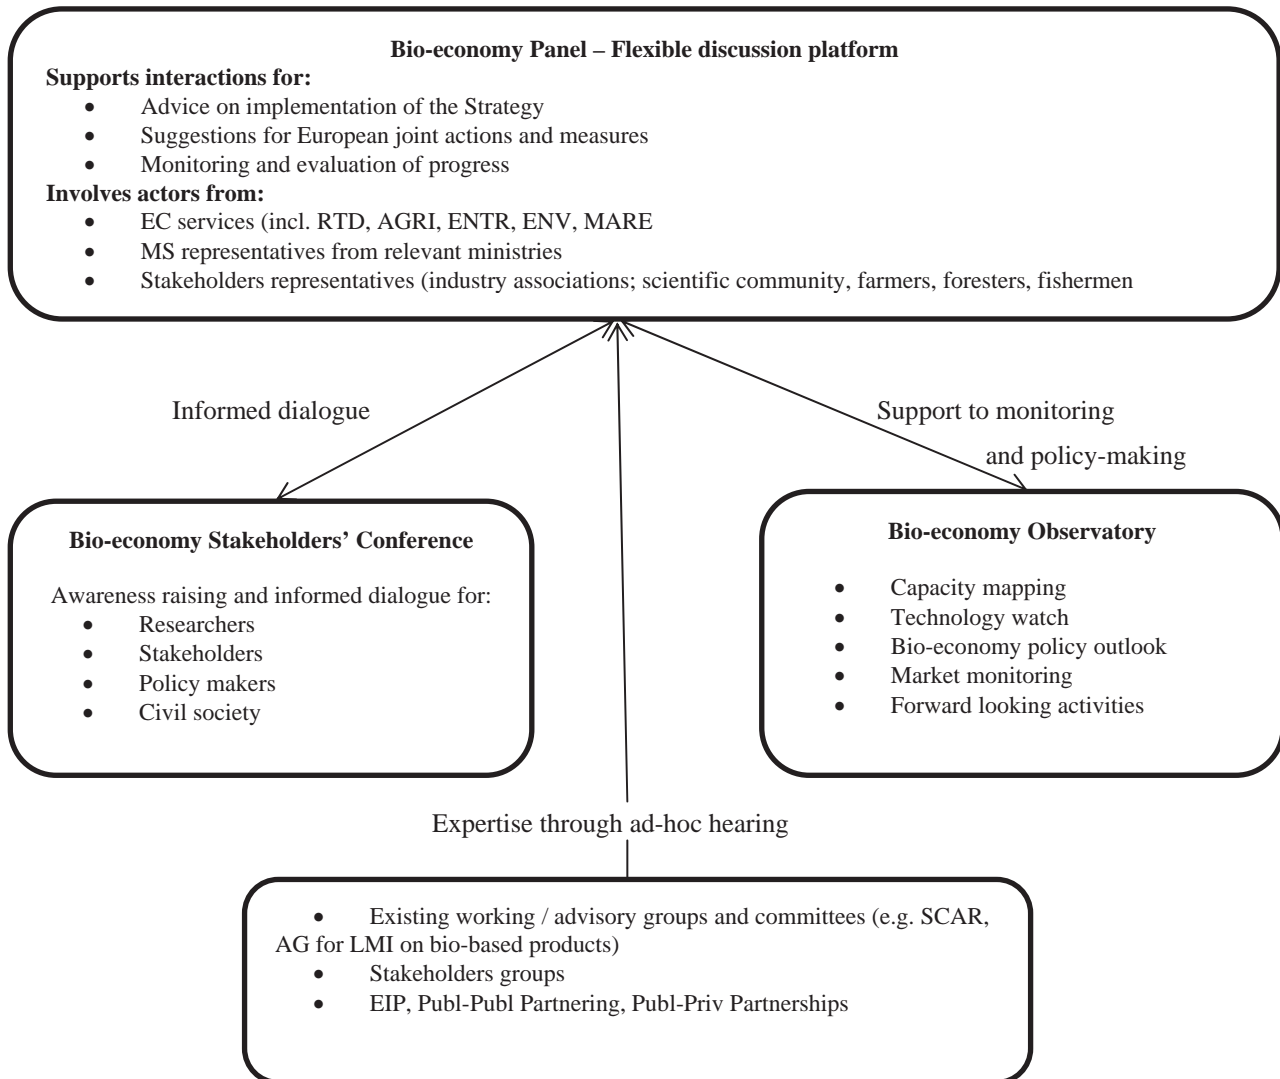 Bio-economy Panel – Flexible discussion platform
Supports interactions for:
• Advice on implementation of the Strategy
• Suggestions for European joint actions and measures
• Monitoring and evaluation of progress
Involves actors from:
• EC services (incl. RTD, AGRI, ENTR, ENV, MARE
• MS representatives from relevant ministries
• Stakeholders representatives (industry associations; scientific community, farmers, foresters, fishermen
Informed dialogue
Support to monitoring
and policy-making
Bio-economy Stakeholders’ Conference
Awareness raising and informed dialogue for:
• Researchers
• Stakeholders
• Policy makers
• Civil society
Bio-economy Observatory
• Capacity mapping
• Technology watch
• Bio-economy policy outlook
• Market monitoring
• Forward looking activities
Expertise through ad-hoc hearing
• Existing working / advisory groups and committees (e.g. SCAR,
AG for LMI on bio-based products)
• Stakeholders groups
• EIP, Publ-Publ Partnering, Publ-Priv Partnerships